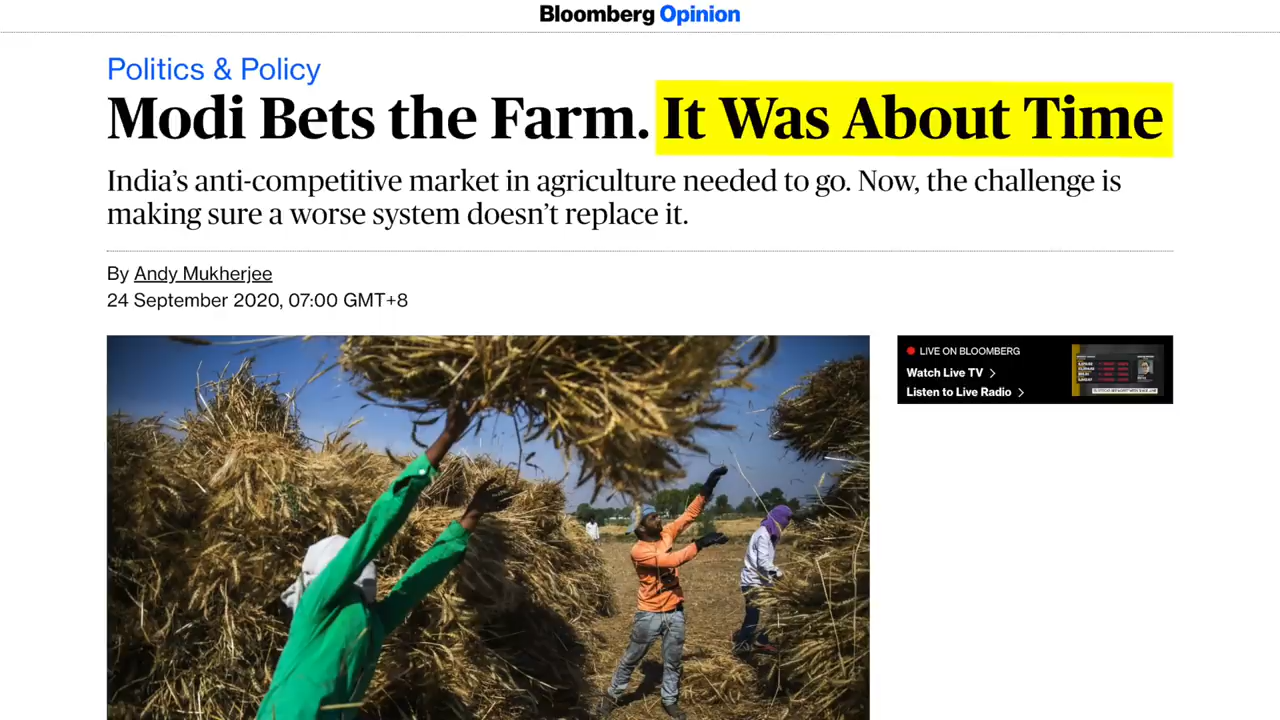 Bloomberg Opinion
Politics & Policy
Modi Bets the Farm. It Was About Time
India’s anti-competitive market in agriculture needed to go. Now, the challenge is
making sure a worse system doesn’t replace it.
By Andy Mukherjee
24 September 2020, 07:00 GMT+8
LIVE ON BLOOMBERG
Watch Live TV
Listen to Live Radio